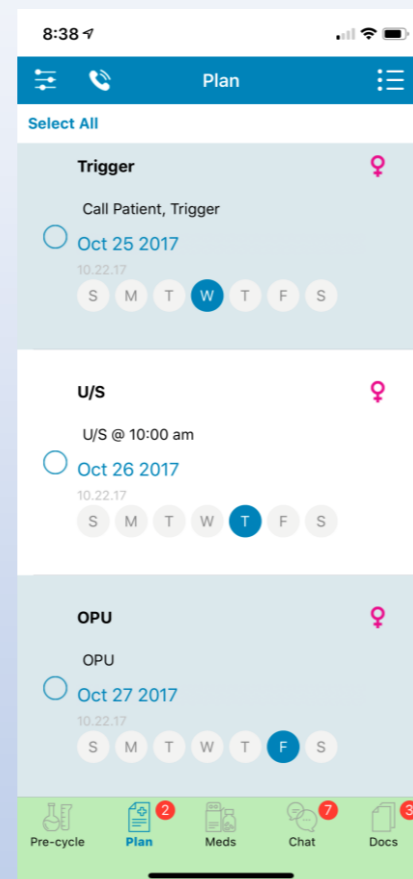 8:38
Plan
Select All
Trigger
Call Patient, Trigger
Oct 25 2017
10.22.17
S M T W T F S
U/S
U/S @ 10:00 am
Oct 26 2017
10.22.17
S M T W T F S
OPU
OPU
Oct 27 2017
10.22.17
S M T W T F S
2 7 3
Pre-cycle Plan Meds Chat Docs